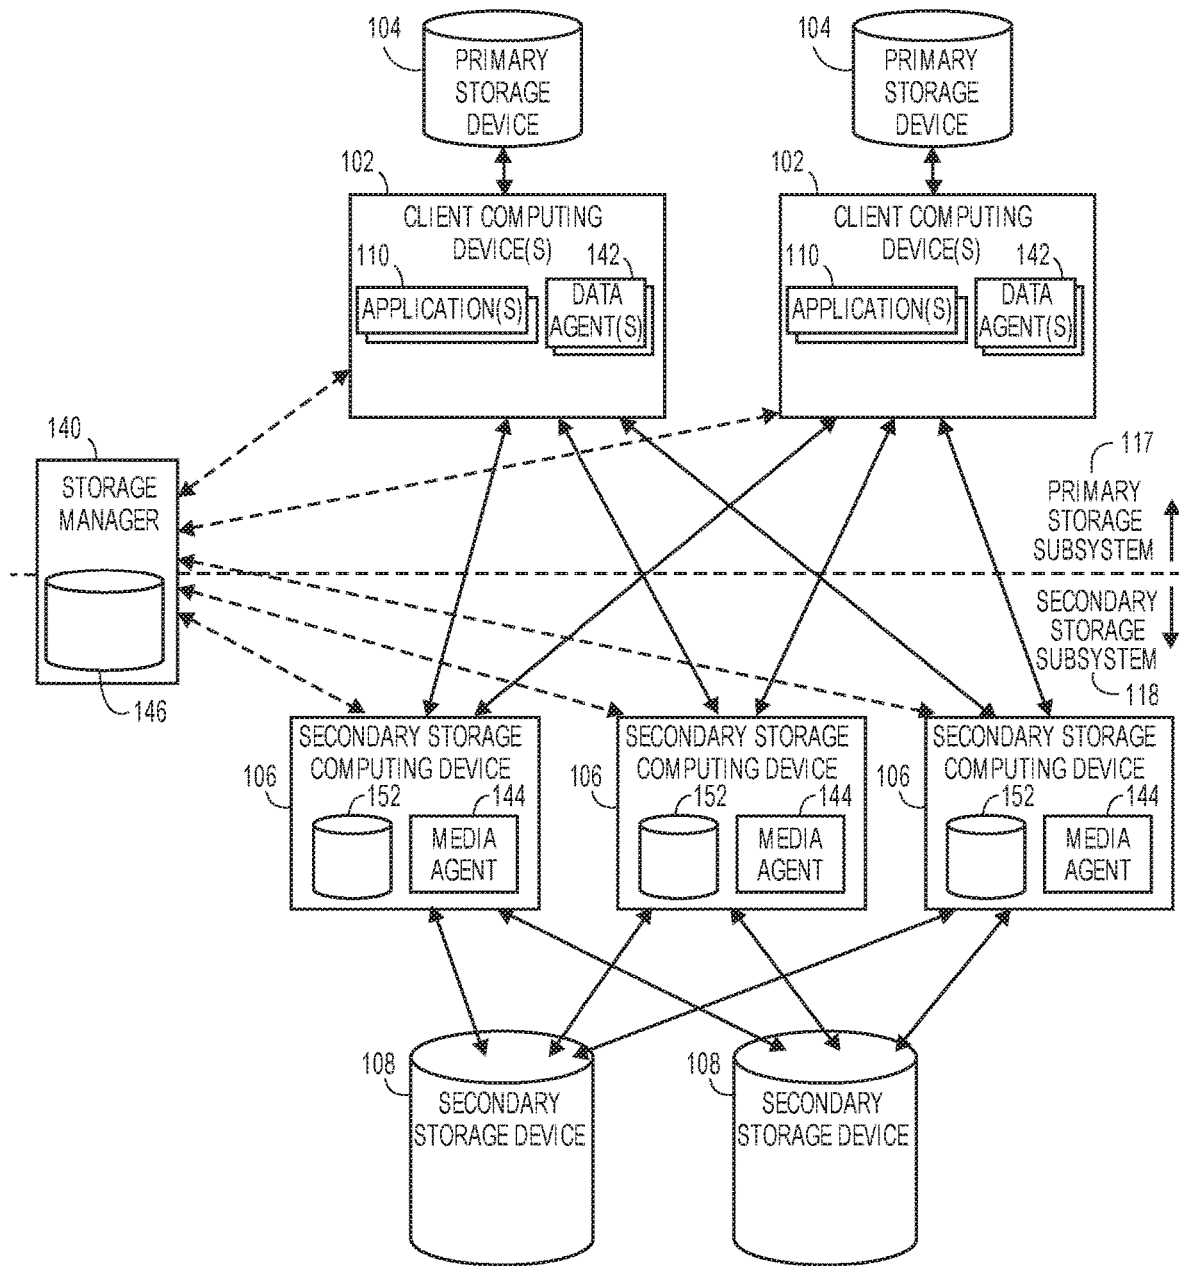 104
PRIMARY
STORAGE
DEVICE
104
PRIMARY
STORAGE
DEVICE
102
CLIENT COMPUTING
DEVICE(S)
110
APPLICATION(S)
142
DATA
AGENT(S)
102
CLIENT COMPUTING
DEVICE(S)
110
APPLICATION(S)
142
DATA
AGENT(S)
140
STORAGE
MANAGER
146
117
PRIMARY
STORAGE
SUBSYSTEM
SECONDARY
STORAGE
SUBSYSTEM
118
SECONDARY STORAGE
COMPUTING DEVICE
106
152
144
MEDIA
AGENT
SECONDARY STORAGE
COMPUTING DEVICE
106
152
144
MEDIA
AGENT
SECONDARY STORAGE
COMPUTING DEVICE
106
152
144
MEDIA
AGENT
108
SECONDARY
STORAGE DEVICE
108
SECONDARY
STORAGE DEVICE